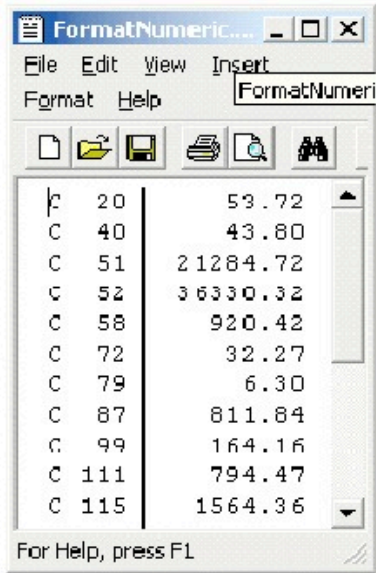 FormatNumeric....
File Edit View Insert
FormatNumeri
Format Help
C 20 53.72
C 40 43.80
C 51 21284.72
C 52 36330.32
C 58 920.42
C 72 32.27
C 79 6.30
C 87 811.84
C 99 164.16
C 111 794.47
C 115 1564.36
For Help, press F1